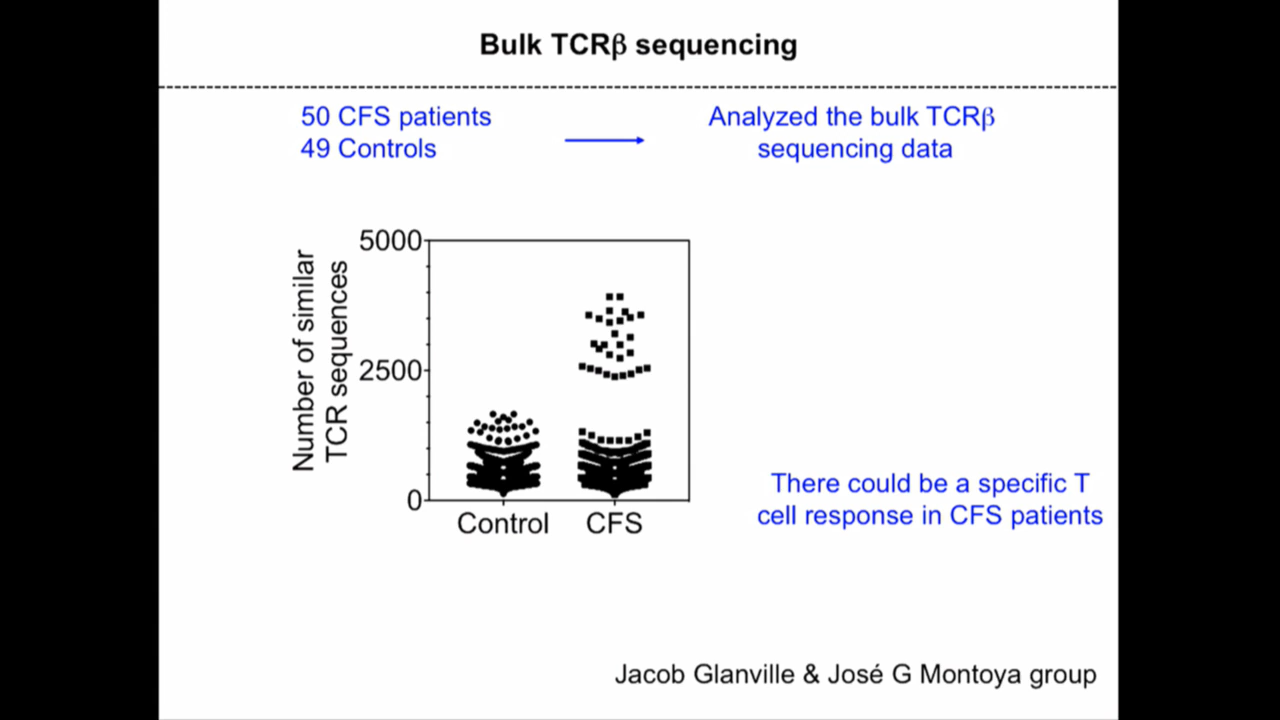 Bulk TCRβ sequencing
50 CFS patients
49 Controls
Analyzed the bulk TCRβ
sequencing data
Number of similar
TCR sequences
5000
2500
0
Control
CFS
There could be a specific T
cell response in CFS patients
Jacob Glanville & José G Montoya group